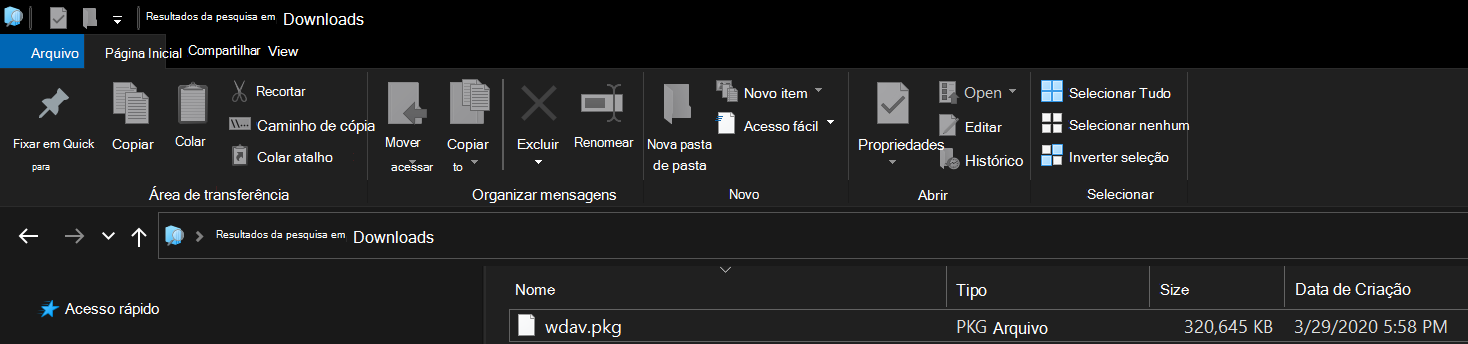 Resultados da pesquisa em Downloads
Arquivo Página Inicial Compartilhar View
Fixar em Quick para
Copiar
Colar
Recortar
Caminho de cópia
Colar atalho
Área de transferência
Mover acessar
Copiar to
Excluir
Renomear
Organizar mensagens
Nova pasta de pasta
Novo item
Acesso fácil
Novo
Propriedades
Open
Editar
Histórico
Abrir
Selecionar Tudo
Selecionar nenhum
Inverter seleção
Selecionar
Resultados da pesquisa em Downloads
Acesso rápido
Nome Tipo Size Data de Criação
wdav.pkg PKG Arquivo 320,645 KB 3/29/2020 5:58 PM